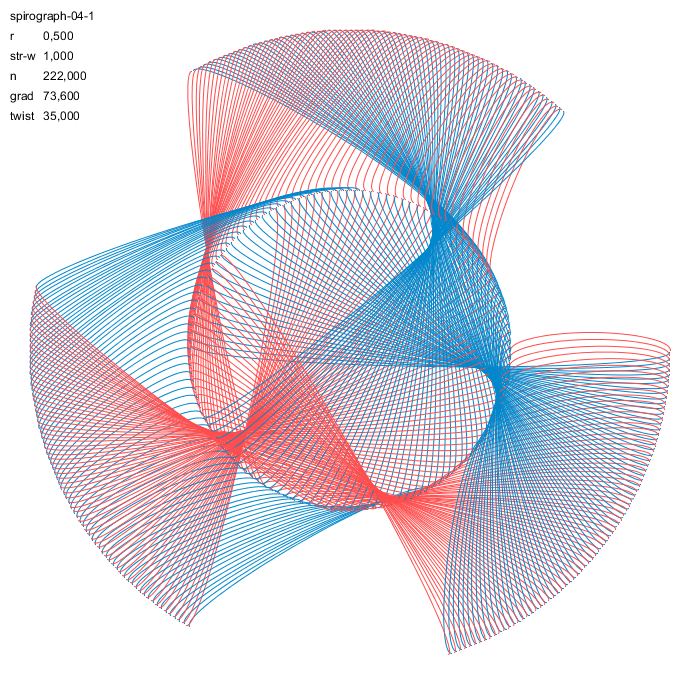 spirograph-04-1
r 0,500
str-w 1,000
n 222,000
grad 73,600
twist 35,000